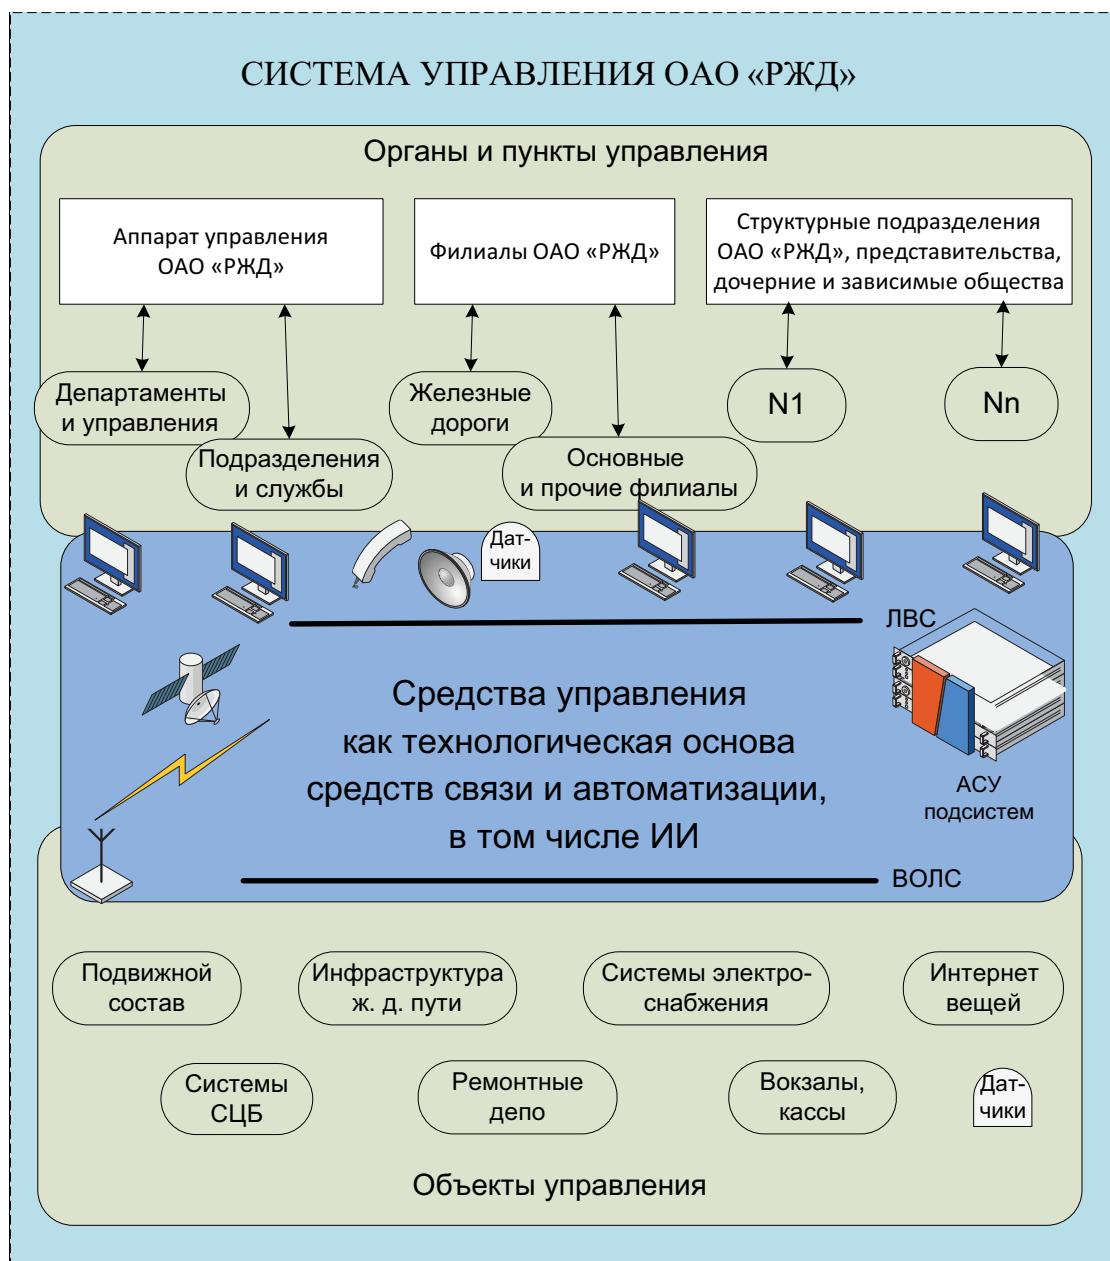 СИСТЕМА УПРАВЛЕНИЯ ОАО «РЖД»
Органы и пункты управления
Аппарат управления
ОАО «РЖД»
Филиалы ОАО «РЖД»
Структурные подразделения
ОАО «РЖД», представительства,
дочерние и зависимые общества
Департаменты
и управления
Подразделения
и службы
Железные
дороги
Основные
и прочие филиалы
N1
Nn
Дат-
чики
ЛВС
Средства управления
как технологическая основа
средств связи и автоматизации,
в том числе ИИ
АСУ
подсистем
ВОЛС
Подвижной
состав
Инфраструктура
ж. д. пути
Системы электро-
снабжения
Интернет
вещей
Системы
СЦБ
Ремонтные
депо
Вокзалы,
кассы
Дат-
чики
Объекты управления